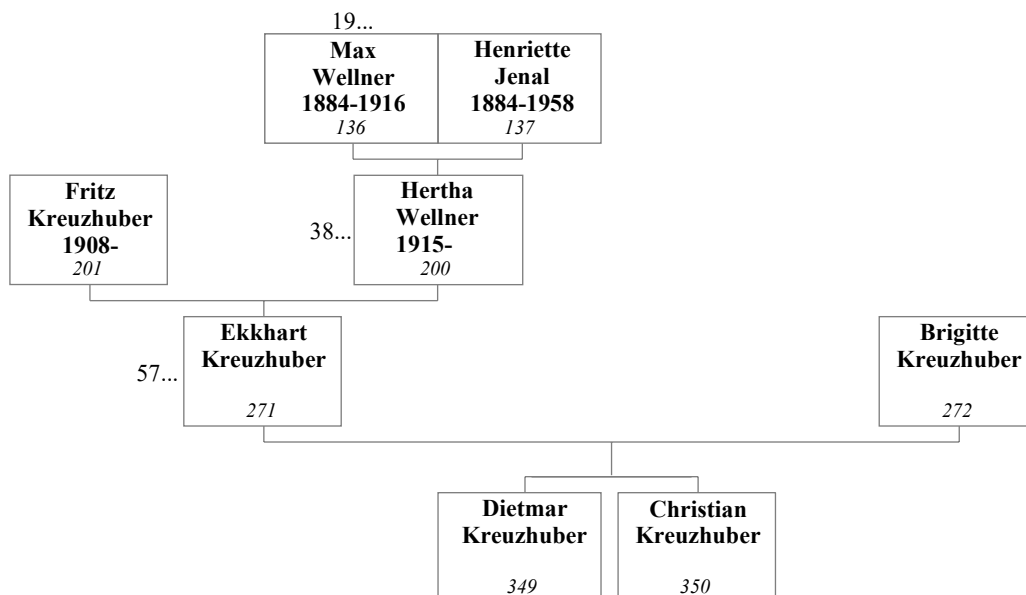 19...
Max
Wellner
1884-1916
136
Henriette
Jenal
1884-1958
137
Fritz
Kreuzhuber
1908-
201
38...
Hertha
Wellner
1915-
200
57...
Ekkhart
Kreuzhuber
271
Brigitte
Kreuzhuber
272
Dietmar
Kreuzhuber
349
Christian
Kreuzhuber
350